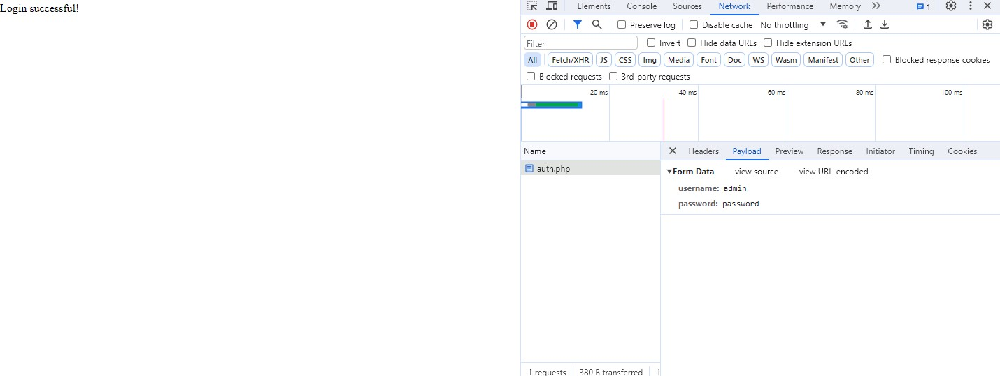 Login successful!
Elements Console Sources Network Performance Memory 1
Preserve log Disable cache No throttling
Filter Invert Hide data URLs Hide extension URLs
All Fetch/XHR JS CSS Img Media Font Doc WS Wasm Manifest Other Blocked response cookies
Blocked requests 3rd-party requests
20 ms 40 ms 60 ms 80 ms 100 ms
Name Headers Payload Preview Response Initiator Timing Cookies
auth.php Form Data view source view URL-encoded
username: admin
password: password
1 requests 380 B transferred